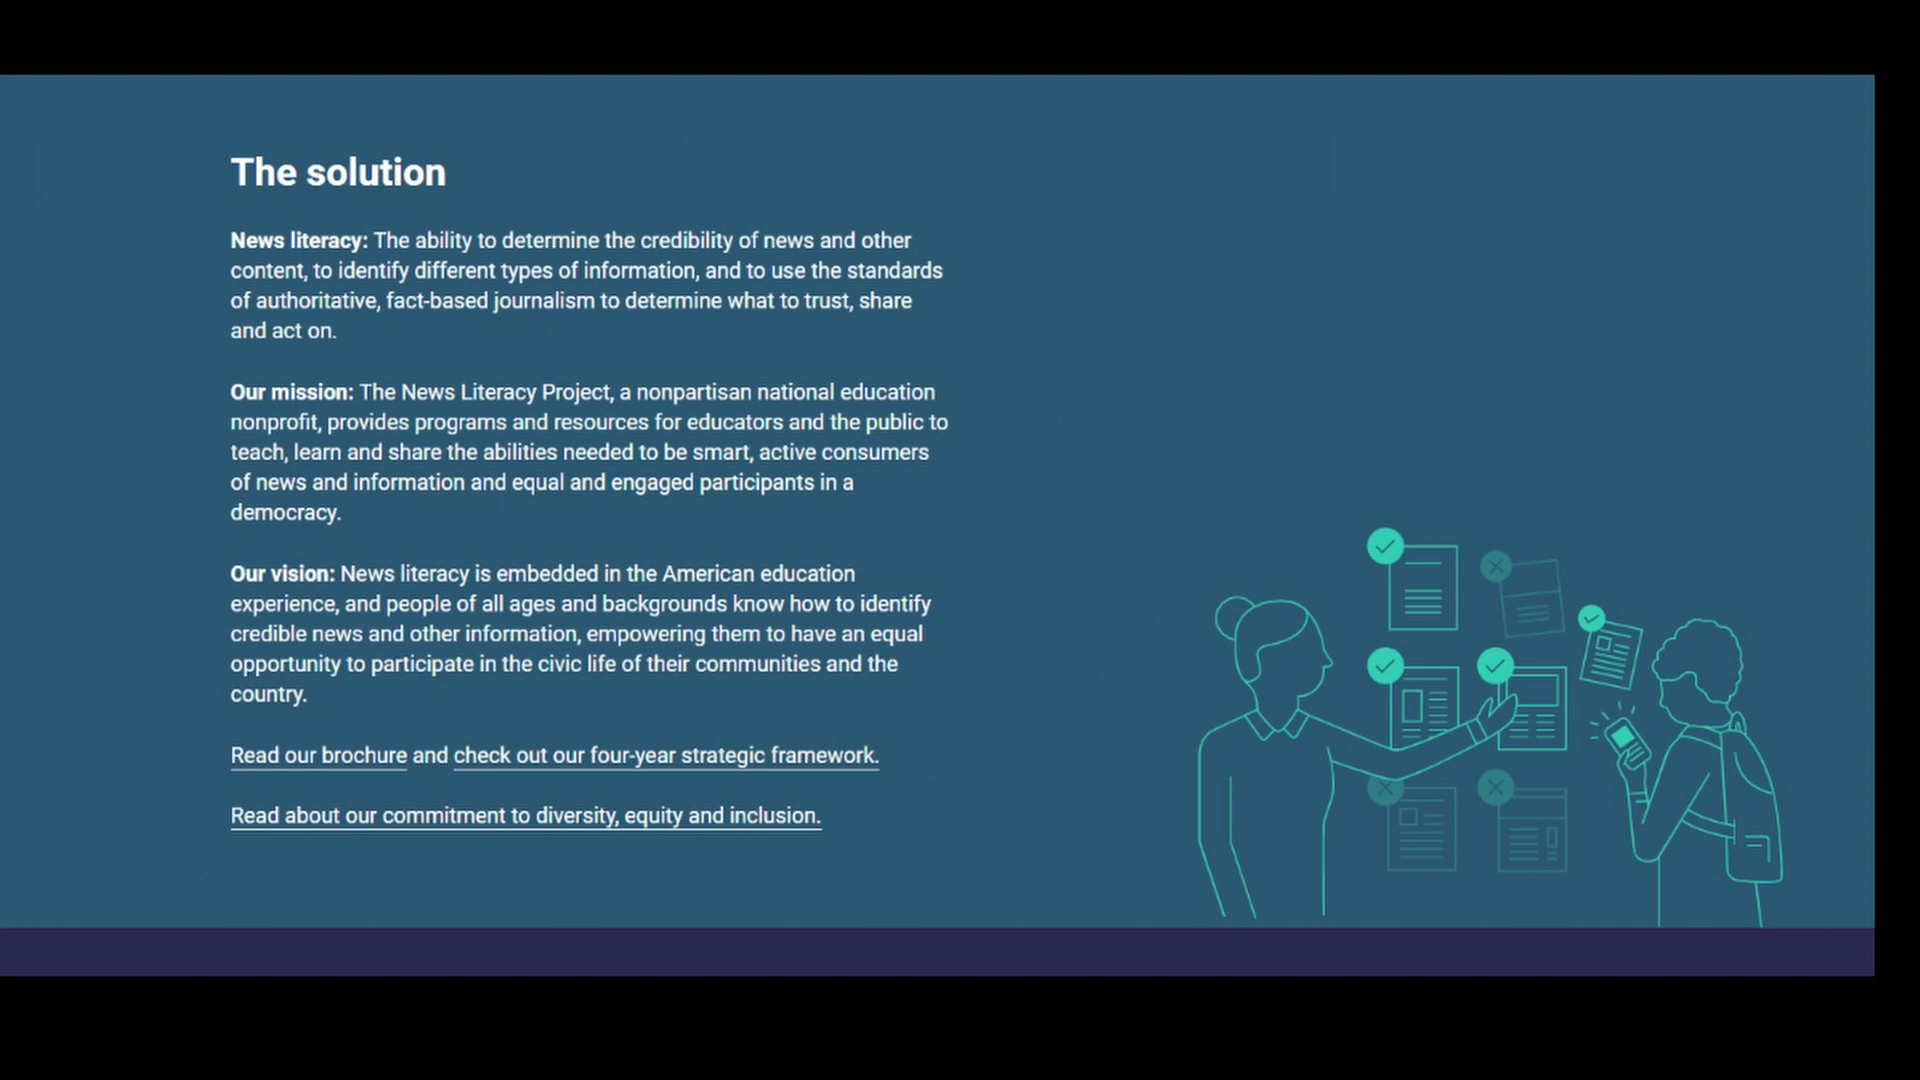 The solution
News literacy: The ability to determine the credibility of news and other
content, to identify different types of information, and to use the standards
of authoritative, fact-based journalism to determine what to trust, share
and act on.
Our mission: The News Literacy Project, a nonpartisan national education
nonprofit, provides programs and resources for educators and the public to
teach, learn and share the abilities needed to be smart, active consumers
of news and information and equal and engaged participants in a
democracy.
Our vision: News literacy is embedded in the American education
experience, and people of all ages and backgrounds know how to identify
credible news and other information, empowering them to have an equal
opportunity to participate in the civic life of their communities and the
country.
Read our brochure and check out our four-year strategic framework.
Read about our commitment to diversity, equity and inclusion.